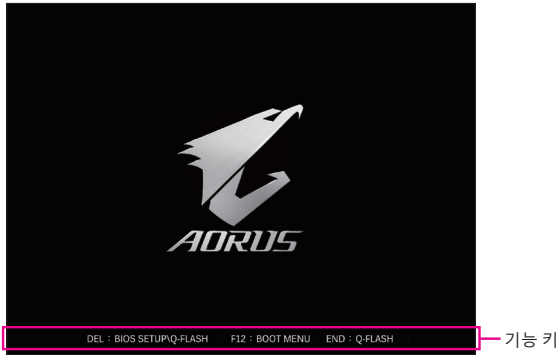 AORUS
DEL : BIOS SETUP\Q-FLASH F12 : BOOT MENU END : Q-FLASH
기능 키